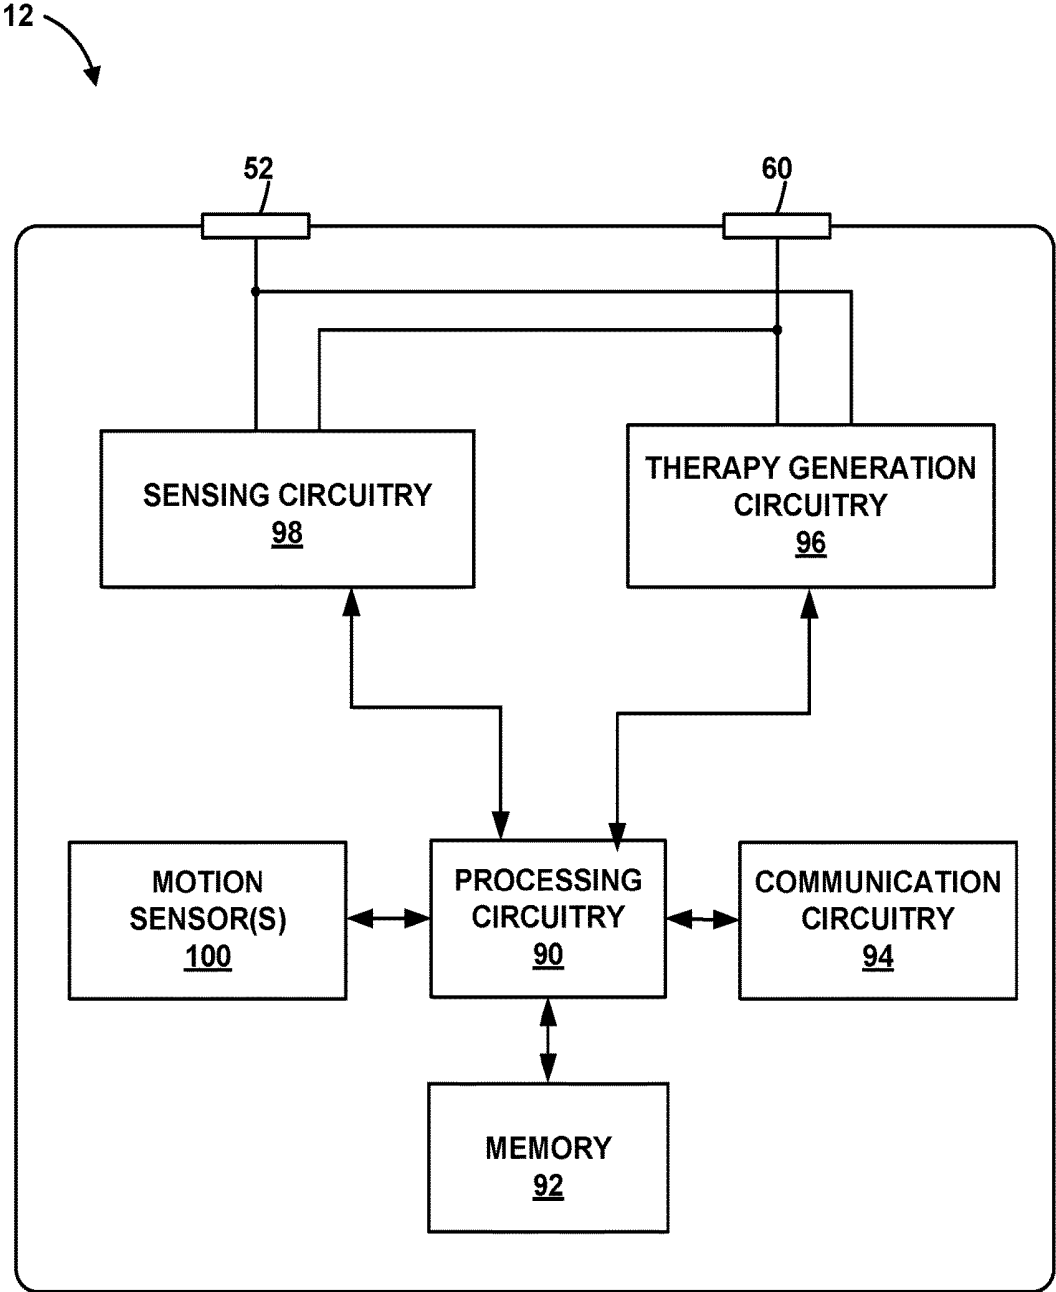 12
52
60
SENSING CIRCUITRY
98
THERAPY GENERATION
CIRCUITRY
96
MOTION
SENSOR(S)
100
PROCESSING
CIRCUITRY
90
COMMUNICATION
CIRCUITRY
94
MEMORY
92